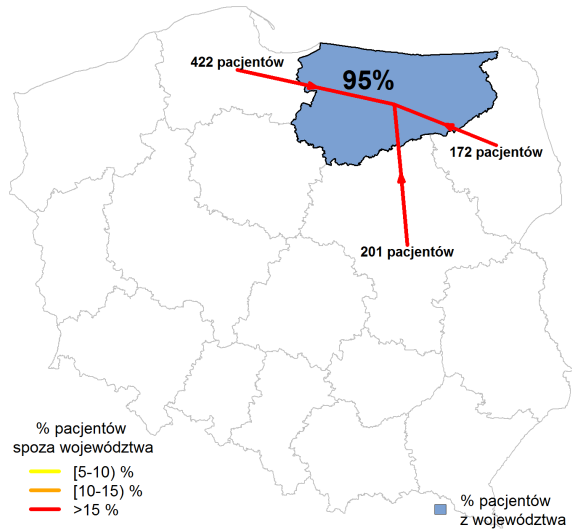 422 pacjentów
95%
172 pacjentów
201 pacjentów
% pacjentów
spoza województwa
[5-10) %
[10-15) %
>15 %
% pacjentów
z województwa